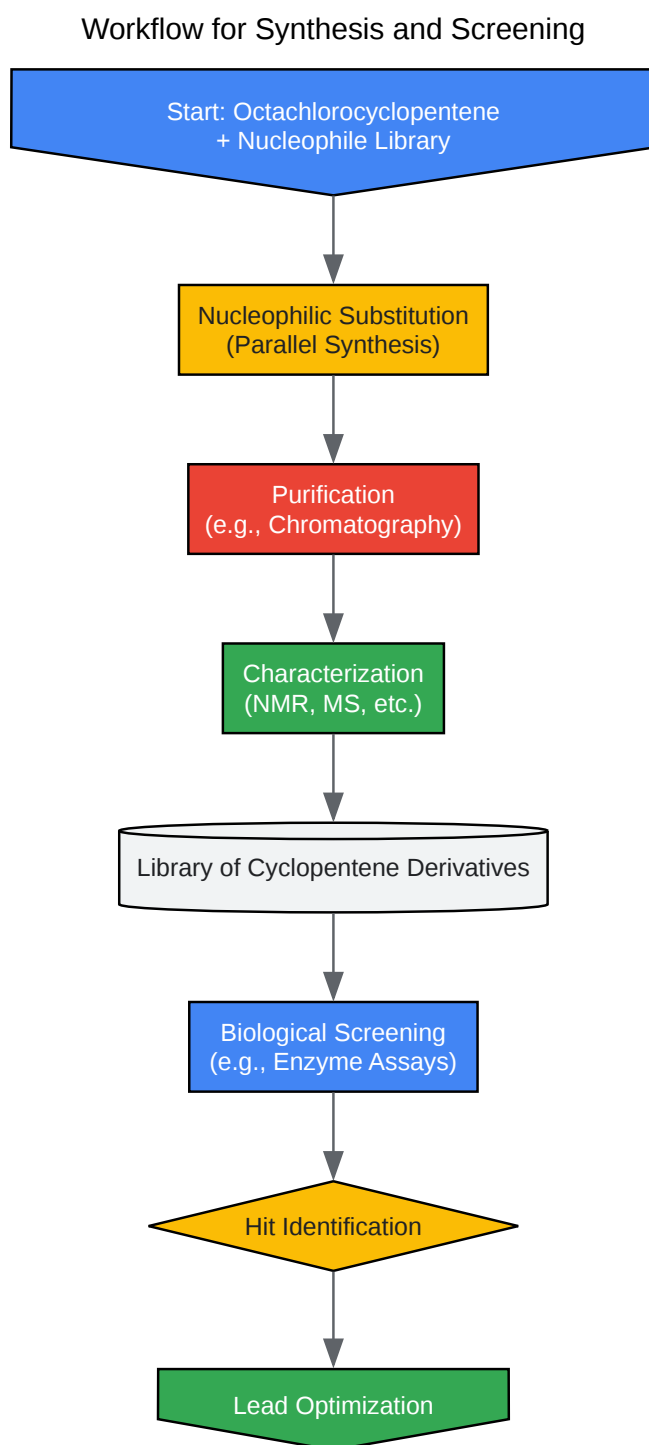 Workflow for Synthesis and Screening
Start: Octachlorocyclopentene
+ Nucleophile Library
Nucleophilic Substitution
(Parallel Synthesis)
Purification
(e.g., Chromatography)
Characterization
(NMR, MS, etc.)
Library of Cyclopentene Derivatives
Biological Screening
(e.g., Enzyme Assays)
Hit Identification
Lead Optimization